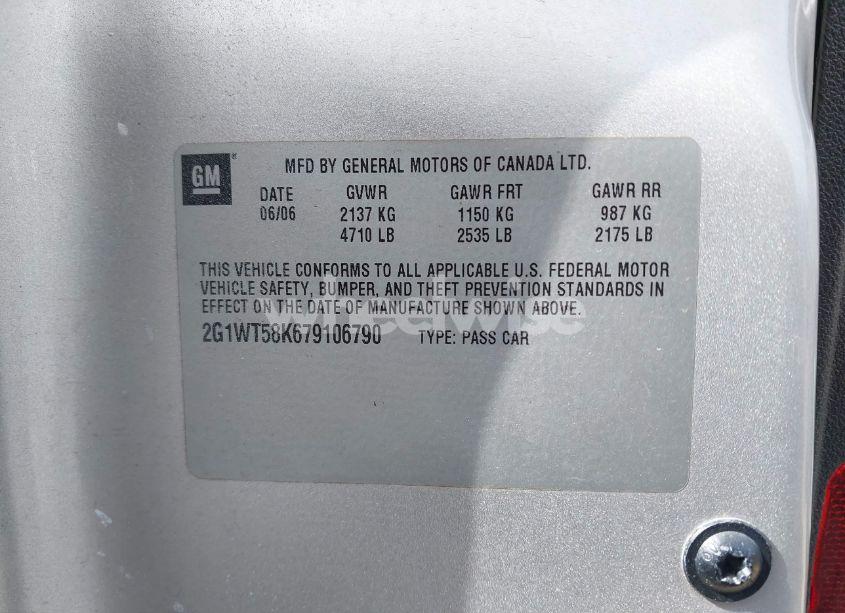 GM
MFD BY GENERAL MOTORS OF CANADA LTD.
DATE GVWR GAWR FRT GAWR RR
06/06 2137 KG 1150 KG 987 KG
4710 LB 2535 LB 2175 LB
THIS VEHICLE CONFORMS TO ALL APPLICABLE U.S. FEDERAL MOTOR
VEHICLE SAFETY, BUMPER, AND THEFT PREVENTION STANDARDS IN
EFFECT ON THE DATE OF MANUFACTURE SHOWN ABOVE.
wheelwise
2G1WT58K679106790 TYPE: PASS CAR